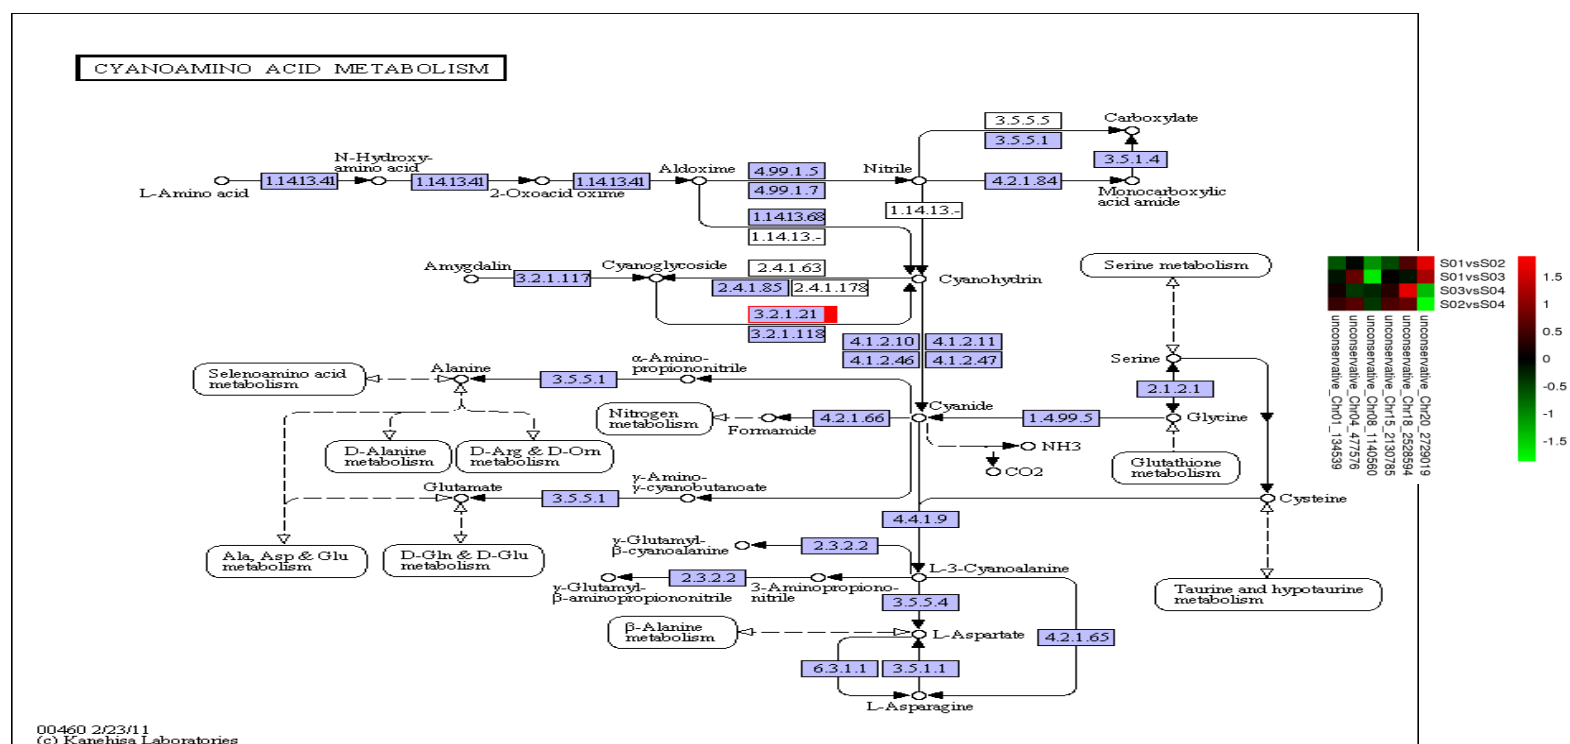 CYANOAMINO ACID METABOLISM
3.5.5.5
Carboxylate
3.5.5.1
N-Hydroxy-
amino acid
Aldoxime
4.99.1.5
Nitrile
3.5.1.4
L-Amino acid
1.14.13.41
1.14.13.41
2-Oxoacid oxime
1.14.13.41
4.99.1.7
4.2.1.84
Monocarboxylic
acid amide
1.14.13.68
1.14.13.-
1.14.13.-
Amygdalin
3.2.1.117
Cyanoglycoside
2.4.1.63
Cyanohydrin
2.4.1.85
2.4.1.178
Serine metabolism
3.2.1.21
3.2.1.118
4.1.2.10
4.1.2.11
4.1.2.46
4.1.2.47
Selenoamino acid
metabolism
Alanine
3.5.5.1
α-Amino-
propiononitrile
Serine
2.1.2.1
Nitrogen
metabolism
Formamide
4.2.1.66
Cyanide
1.4.99.5
Glycine
D-Alanine
metabolism
D-Arg & D-Orn
metabolism
NH3
CO2
Glutathione
metabolism
Glutamate
3.5.5.1
γ-Amino-
γ-cyanobutanoate
Cysteine
4.4.1.9
Ala, Asp & Glu
metabolism
D-Gln & D-Glu
metabolism
γ-Glutamyl-
β-cyanoalanine
2.3.2.2
L-3-Cyanoalanine
γ-Glutamyl-
β-aminopropiononitrile
2.3.2.2
3-Aminopropiono-
nitrile
3.5.5.4
Taurine and hypotaurine
metabolism
β-Alanine
metabolism
L-Aspartate
4.2.1.65
6.3.1.1
3.5.1.1
L-Asparagine
00460 2/23/11
(c) Kanehisa Laboratories
S01vsS02
S01vsS03
S03vsS04
S02vsS04
unconservative_Chr01_134539
unconservative_Chr04_477576
unconservative_Chr08_1140560
unconservative_Chr15_2130785
unconservative_Chr18_2528594
unconservative_Chr20_2729019
1.5
1
0.5
0
-0.5
-1
-1.5